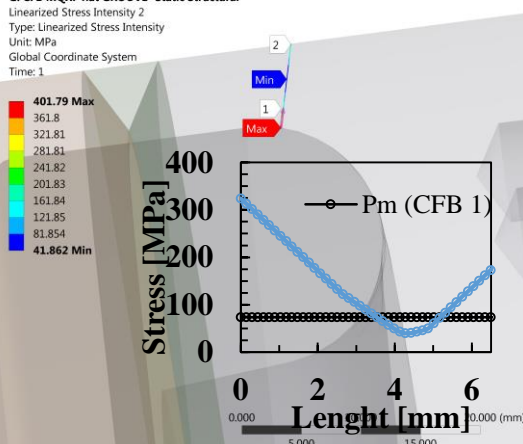 Linearized Stress Intensity 2
Type: Linearized Stress Intensity
Unit: MPa
Global Coordinate System
Time: 1
401.79 Max
361.8
321.81
281.81
241.82
201.83
161.84
121.85
81.854
41.862 Min
2
Min
1
Max
400
300
200
100
0
Stress [MPa]
Pm (CFB 1)
0 2 4 6
Lenght [mm]
0.000
20.000 (mm)
5.000
15.000